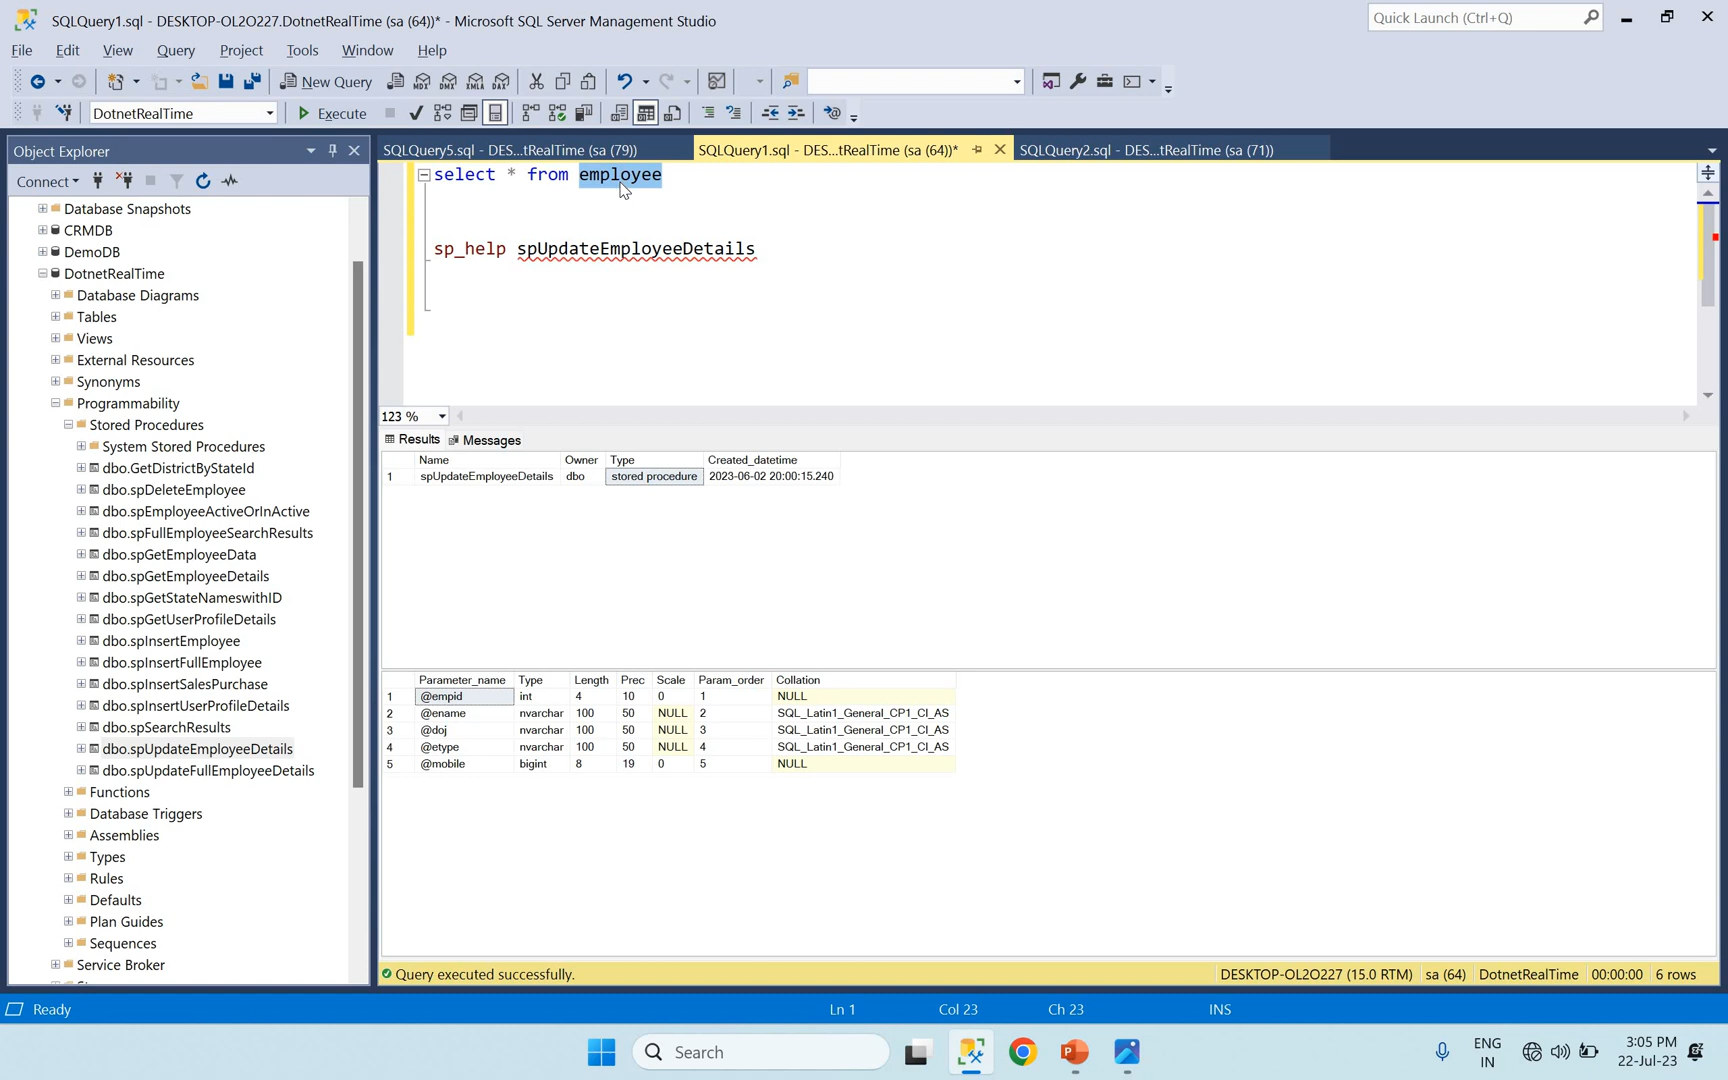 SQLQuery1.sql - DESKTOP-OL2O227.DotnetRealTime (sa (64))* - Microsoft SQL Server Management Studio
Quick Launch (Ctrl+Q)
File Edit View Query Project Tools Window Help
New Query MDX DMX XMLA DAX
DotnetRealTime Execute
Object Explorer
SQLQuery5.sql - DES...tRealTime (sa (79))
SQLQuery1.sql - DES...tRealTime (sa (64))*
SQLQuery2.sql - DES...tRealTime (sa (71))
Connect
Database Snapshots
CRMDB
DemoDB
DotnetRealTime
Database Diagrams
Tables
Views
External Resources
Synonyms
Programmability
Stored Procedures
System Stored Procedures
dbo.GetDistrictByStateId
dbo.spDeleteEmployee
dbo.spEmployeeActiveOrInActive
dbo.spFullEmployeeSearchResults
dbo.spGetEmployeeData
dbo.spGetEmployeeDetails
dbo.spGetStateNameswithID
dbo.spGetUserProfileDetails
dbo.spInsertEmployee
dbo.spInsertFullEmployee
dbo.spInsertSalesPurchase
dbo.spInsertUserProfileDetails
dbo.spSearchResults
dbo.spUpdateEmployeeDetails
dbo.spUpdateFullEmployeeDetails
Functions
Database Triggers
Assemblies
Types
Rules
Defaults
Plan Guides
Sequences
Service Broker
select * from employee
sp_help spUpdateEmployeeDetails
123 %
Results Messages
Name Owner Type Created_datetime
1 spUpdateEmployeeDetails dbo stored procedure 2023-06-02 20:00:15.240
Parameter_name Type Length Prec Scale Param_order Collation
1 @empid int 4 10 0 1 NULL
2 @ename nvarchar 100 50 NULL 2 SQL_Latin1_General_CP1_CI_AS
3 @doj nvarchar 100 50 NULL 3 SQL_Latin1_General_CP1_CI_AS
4 @etype nvarchar 100 50 NULL 4 SQL_Latin1_General_CP1_CI_AS
5 @mobile bigint 8 19 0 5 NULL
Query executed successfully. DESKTOP-OL2O227 (15.0 RTM) sa (64) DotnetRealTime 00:00:00 6 rows
Ready Ln 1 Col 23 Ch 23 INS
Search
ENG
IN
3:05 PM
22-Jul-23